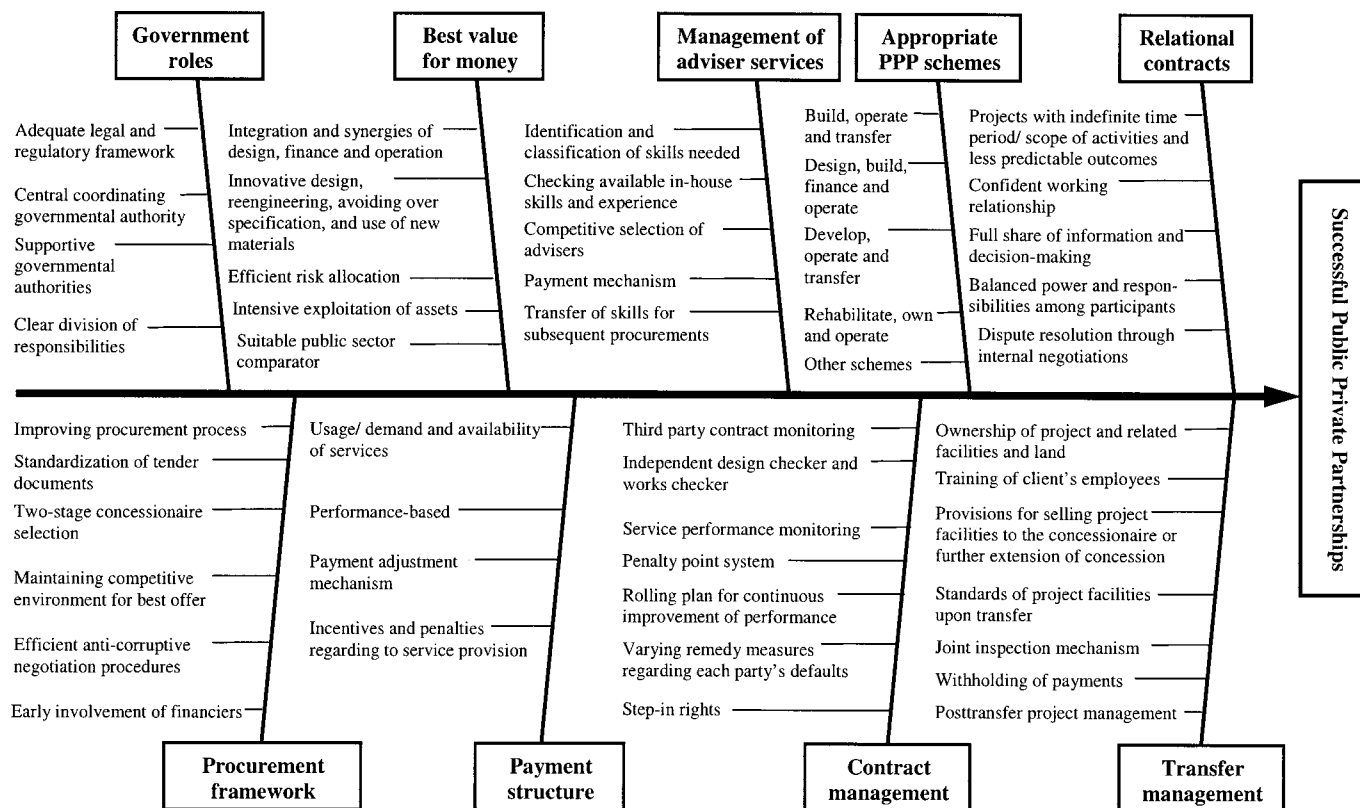 Government
roles
Best value
for money
Management of
adviser services
Appropriate
PPP schemes
Relational
contracts
Adequate legal and
regulatory framework
Central coordinating
governmental authority
Supportive
governmental
authorities
Clear division of
responsibilities
Integration and synergies of
design, finance and operation
Innovative design,
reengineering, avoiding over
specification, and use of new
materials
Efficient risk allocation
Intensive exploitation of assets
Suitable public sector
comparator
Identification and
classification of skills needed
Checking available in-house
skills and experience
Competitive selection of
advisers
Payment mechanism
Transfer of skills for
subsequent procurements
Build, operate
and transfer
Design, build,
finance and
operate
Develop,
operate and
transfer
Rehabilitate, own
and operate
Other schemes
Projects with indefinite time
period/ scope of activities and
less predictable outcomes
Confident working
relationship
Full share of information and
decision-making
Balanced power and respon-
sibilities among participants
Dispute resolution through
internal negotiations
Successful Public Private Partnerships
Improving procurement process
Standardization of tender
documents
Two-stage concessionaire
selection
Maintaining competitive
environment for best offer
Efficient anti-corruptive
negotiation procedures
Early involvement of financiers
Usage/ demand and availability
of services
Performance-based
Payment adjustment
mechanism
Incentives and penalties
regarding to service provision
Third party contract monitoring
Independent design checker and
works checker
Service performance monitoring
Penalty point system
Rolling plan for continuous
improvement of performance
Varying remedy measures
regarding each party's defaults
Step-in rights
Ownership of project and related
facilities and land
Training of client's employees
Provisions for selling project
facilities to the concessionaire or
further extension of concession
Standards of project facilities
upon transfer
Joint inspection mechanism
Withholding of payments
Posttransfer project management
Procurement
framework
Payment
structure
Contract
management
Transfer
management